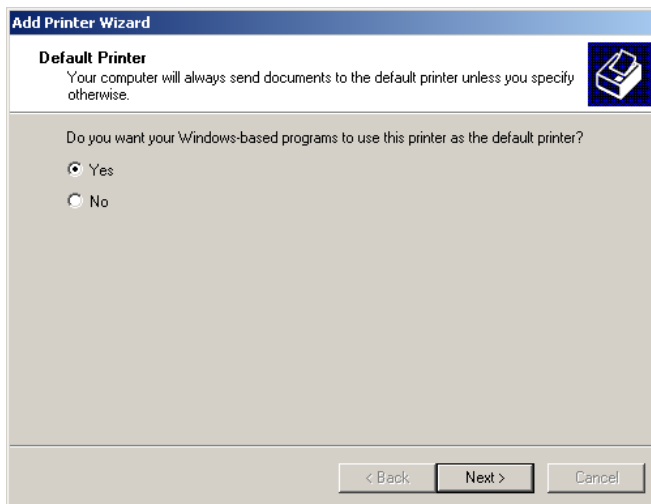 Add Printer Wizard
Default Printer
Your computer will always send documents to the default printer unless you specify
otherwise.
Do you want your Windows-based programs to use this printer as the default printer?
Yes
No
< Back
Next >
Cancel